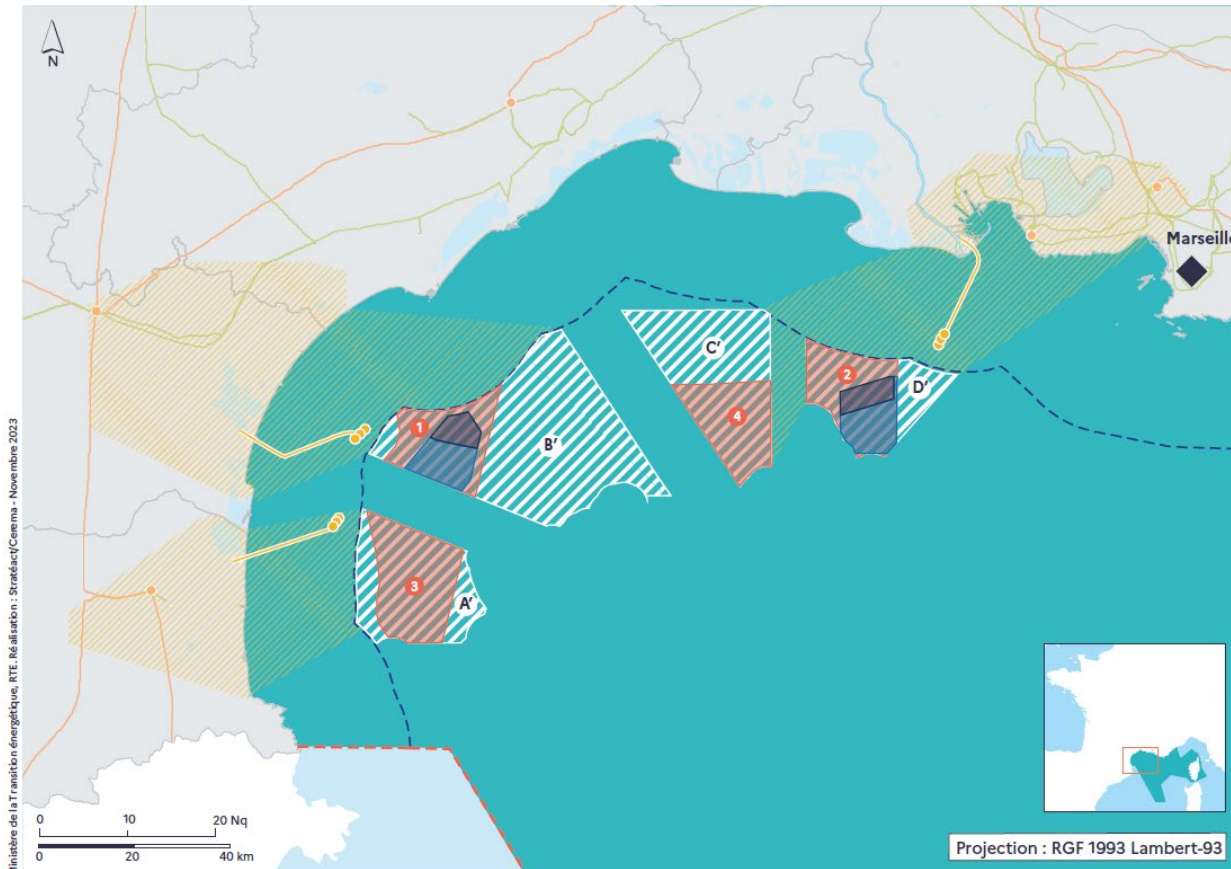 N
Marseille
C'
2
D'
1
B'
4
3
A'
0 10 20 Nq
0 20 40 km
Projection : RGF 1993 Lambert-93
Ministère de la Transition énergétique, RTE. Réalisation : Stratéact/Cerema - Novembre 2023